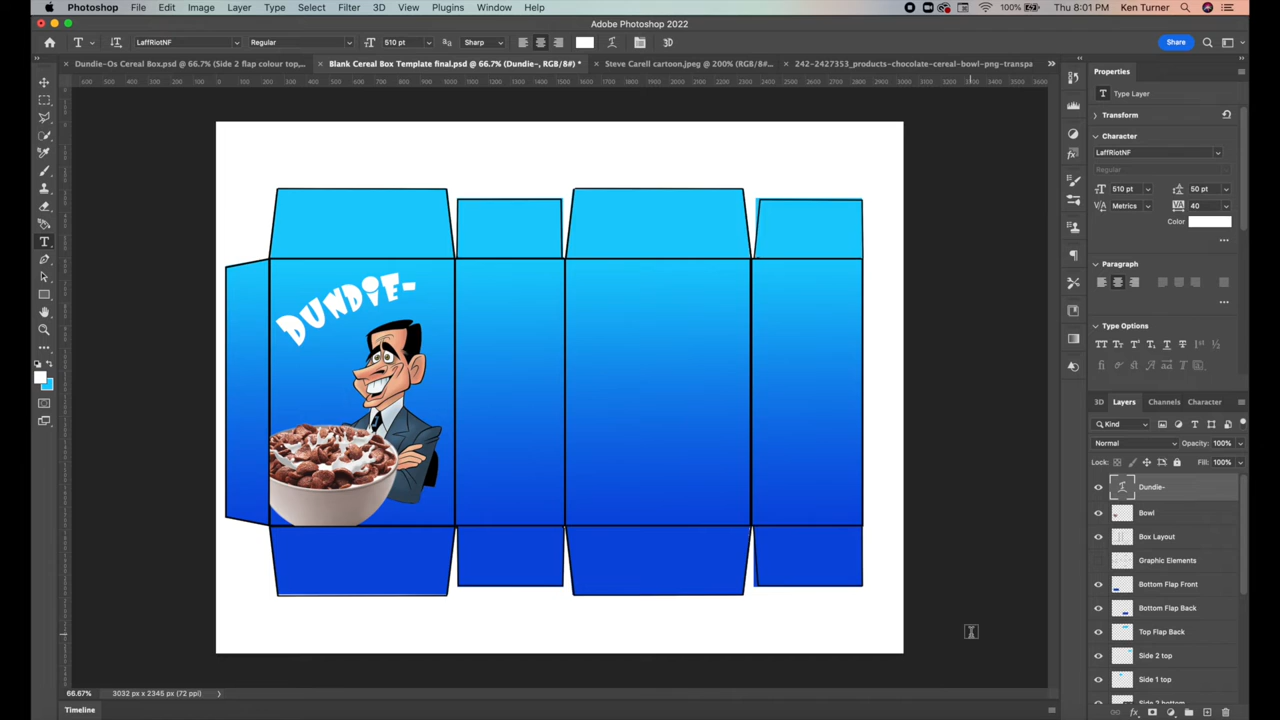 Photoshop File Edit Image Layer Type Select Filter 3D View Plugins Window Help 100% Thu 8:01 PM Ken Turner
Adobe Photoshop 2022
LaffRiotNF Regular 510 pt Sharp 3D Share
Dundie-Os Cereal Box.psd @ 66.7% (Side 2 flap colour top,... Blank Cereal Box Template final.psd @ 66.7% (Dundie-, RGB/8#) * Steve Carell cartoon.jpeg @ 200% (RGB/8#... 242-2427353_products-chocolate-cereal-bowl-png-transpa
Properties
Type Layer
Transform
Character
LaffRiotNF
Regular
510 pt 50 pt
Metrics 40
Color
Paragraph
Type Options
3D Layers Channels Character
Kind
Normal Opacity: 100%
Lock: Fill: 100%
Dundie-
Bowl
Box Layout
Graphic Elements
Bottom Flap Front
Bottom Flap Back
Top Flap Back
Side 2 top
Side 1 top
Side 2 bottom
DUNDIE-
66.67% 3032 px x 2345 px (72 ppi)
Timeline